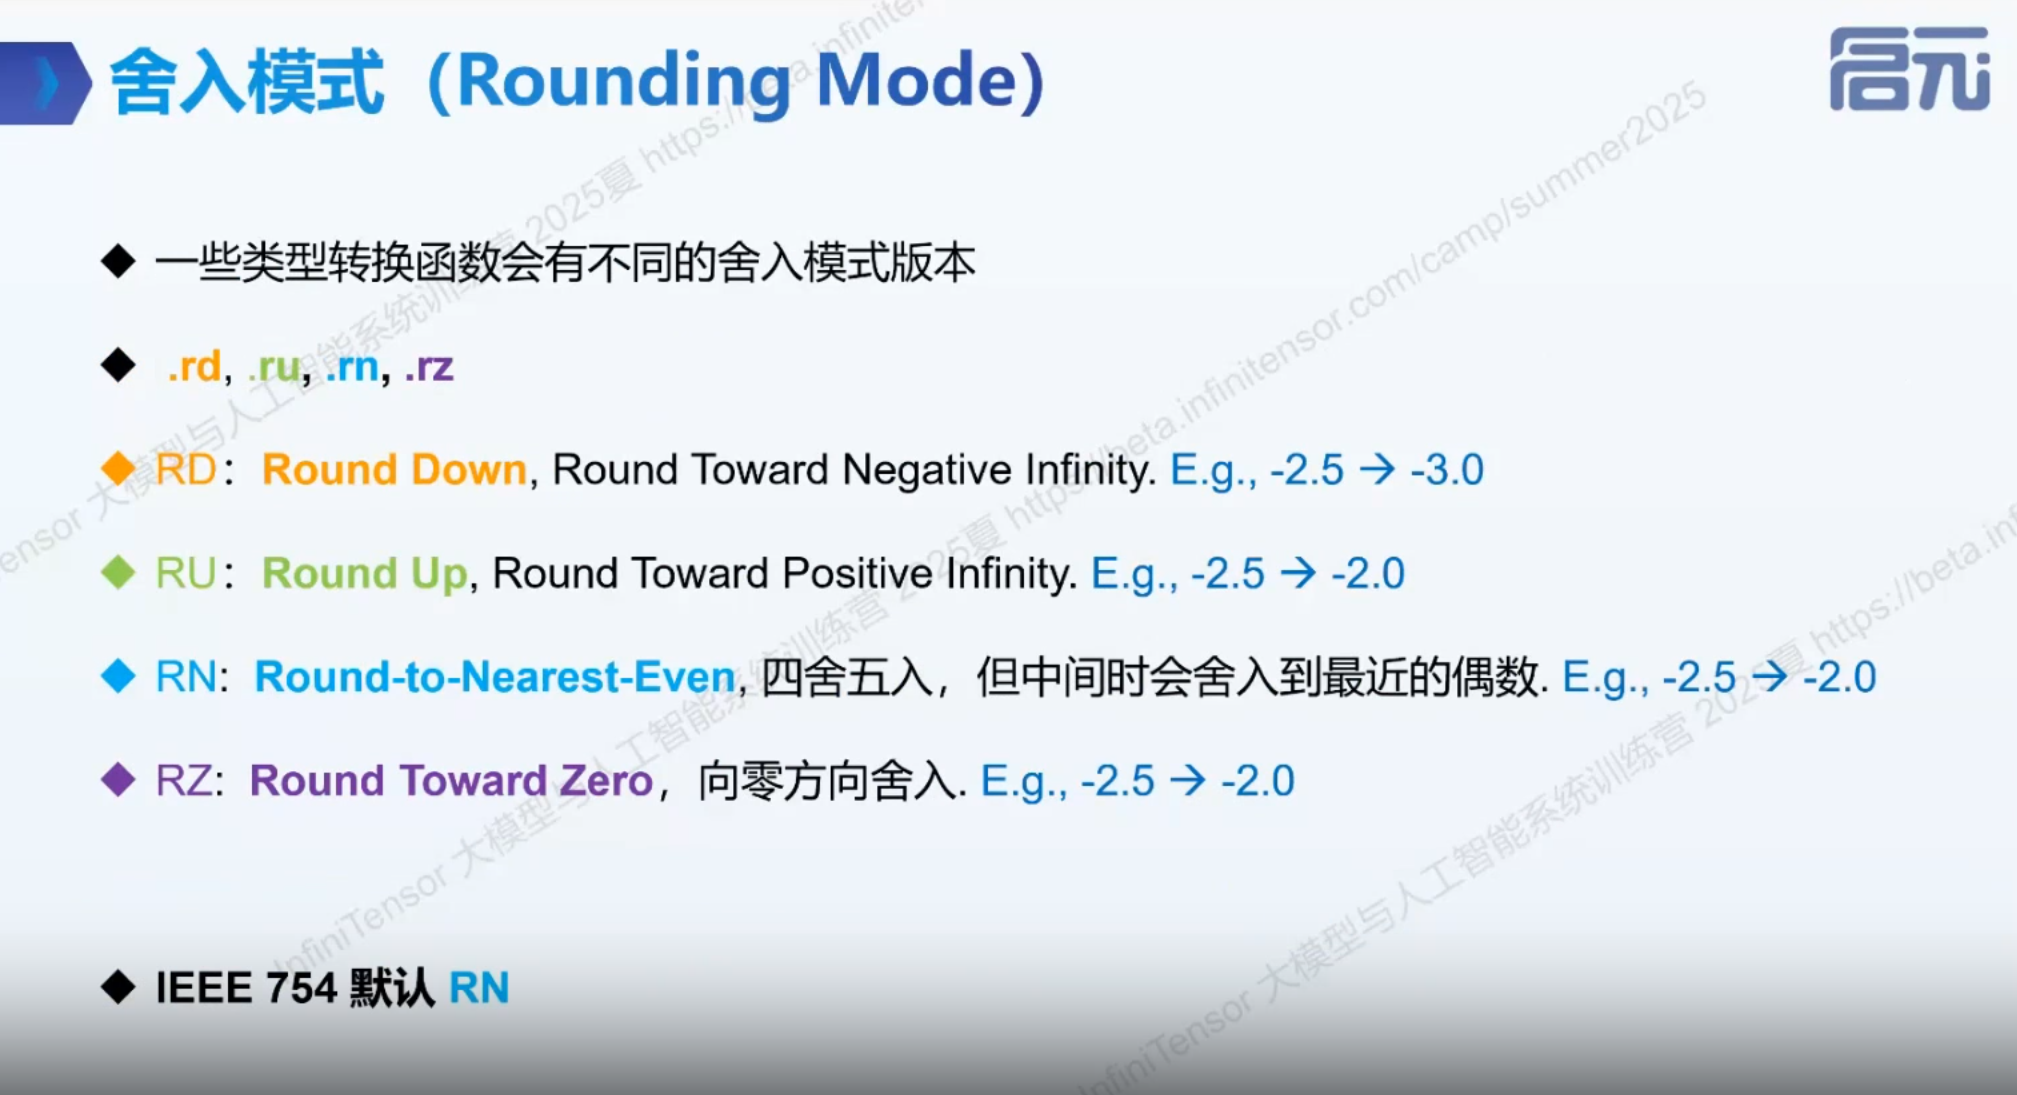 舍入模式（Rounding Mode）
启元
◆ 一些类型转换函数会有不同的舍入模式版本
◆ .rd, .ru, .rn, .rz
◆ RD： Round Down, Round Toward Negative Infinity. E.g., -2.5 → -3.0
◆ RU： Round Up, Round Toward Positive Infinity. E.g., -2.5 → -2.0
◆ RN: Round-to-Nearest-Even, 四舍五入，但中间时会舍入到最近的偶数. E.g., -2.5 → -2.0
◆ RZ: Round Toward Zero，向零方向舍入. E.g., -2.5 → -2.0
◆ IEEE 754 默认 RN
InfiniTensor 大模型与人工智能系统训练营 2025夏 https://beta.infinitensor.com/camp/summer2025